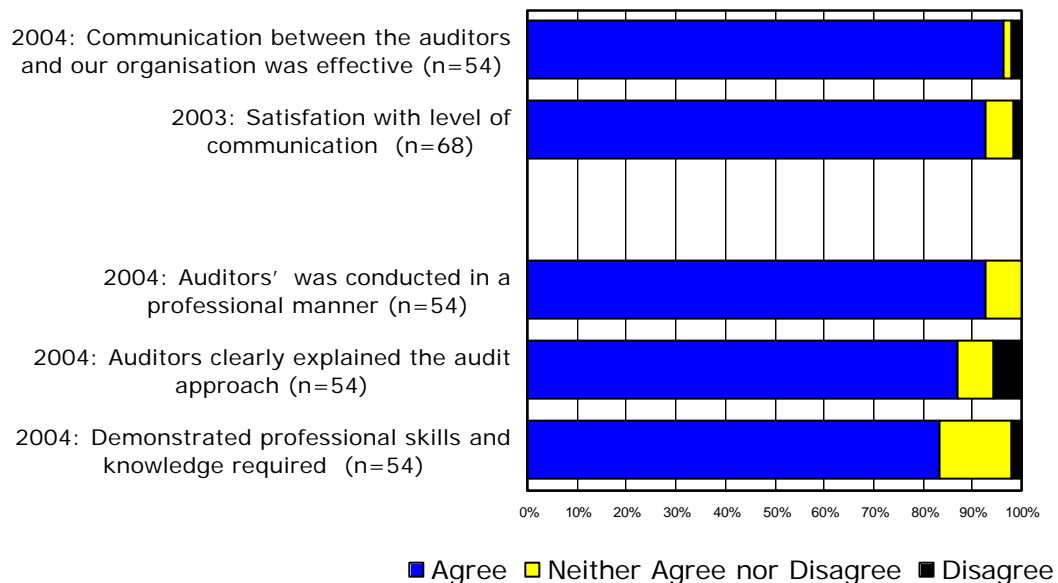 2004: Communication between the auditors
and our organisation was effective (n=54)
2003: Satisfation with level of
communication (n=68)
2004: Auditors' was conducted in a
professional manner (n=54)
2004: Auditors clearly explained the audit
approach (n=54)
2004: Demonstrated professional skills and
knowledge required (n=54)
0% 10% 20% 30% 40% 50% 60% 70% 80% 90% 100%
Agree Neither Agree nor Disagree Disagree